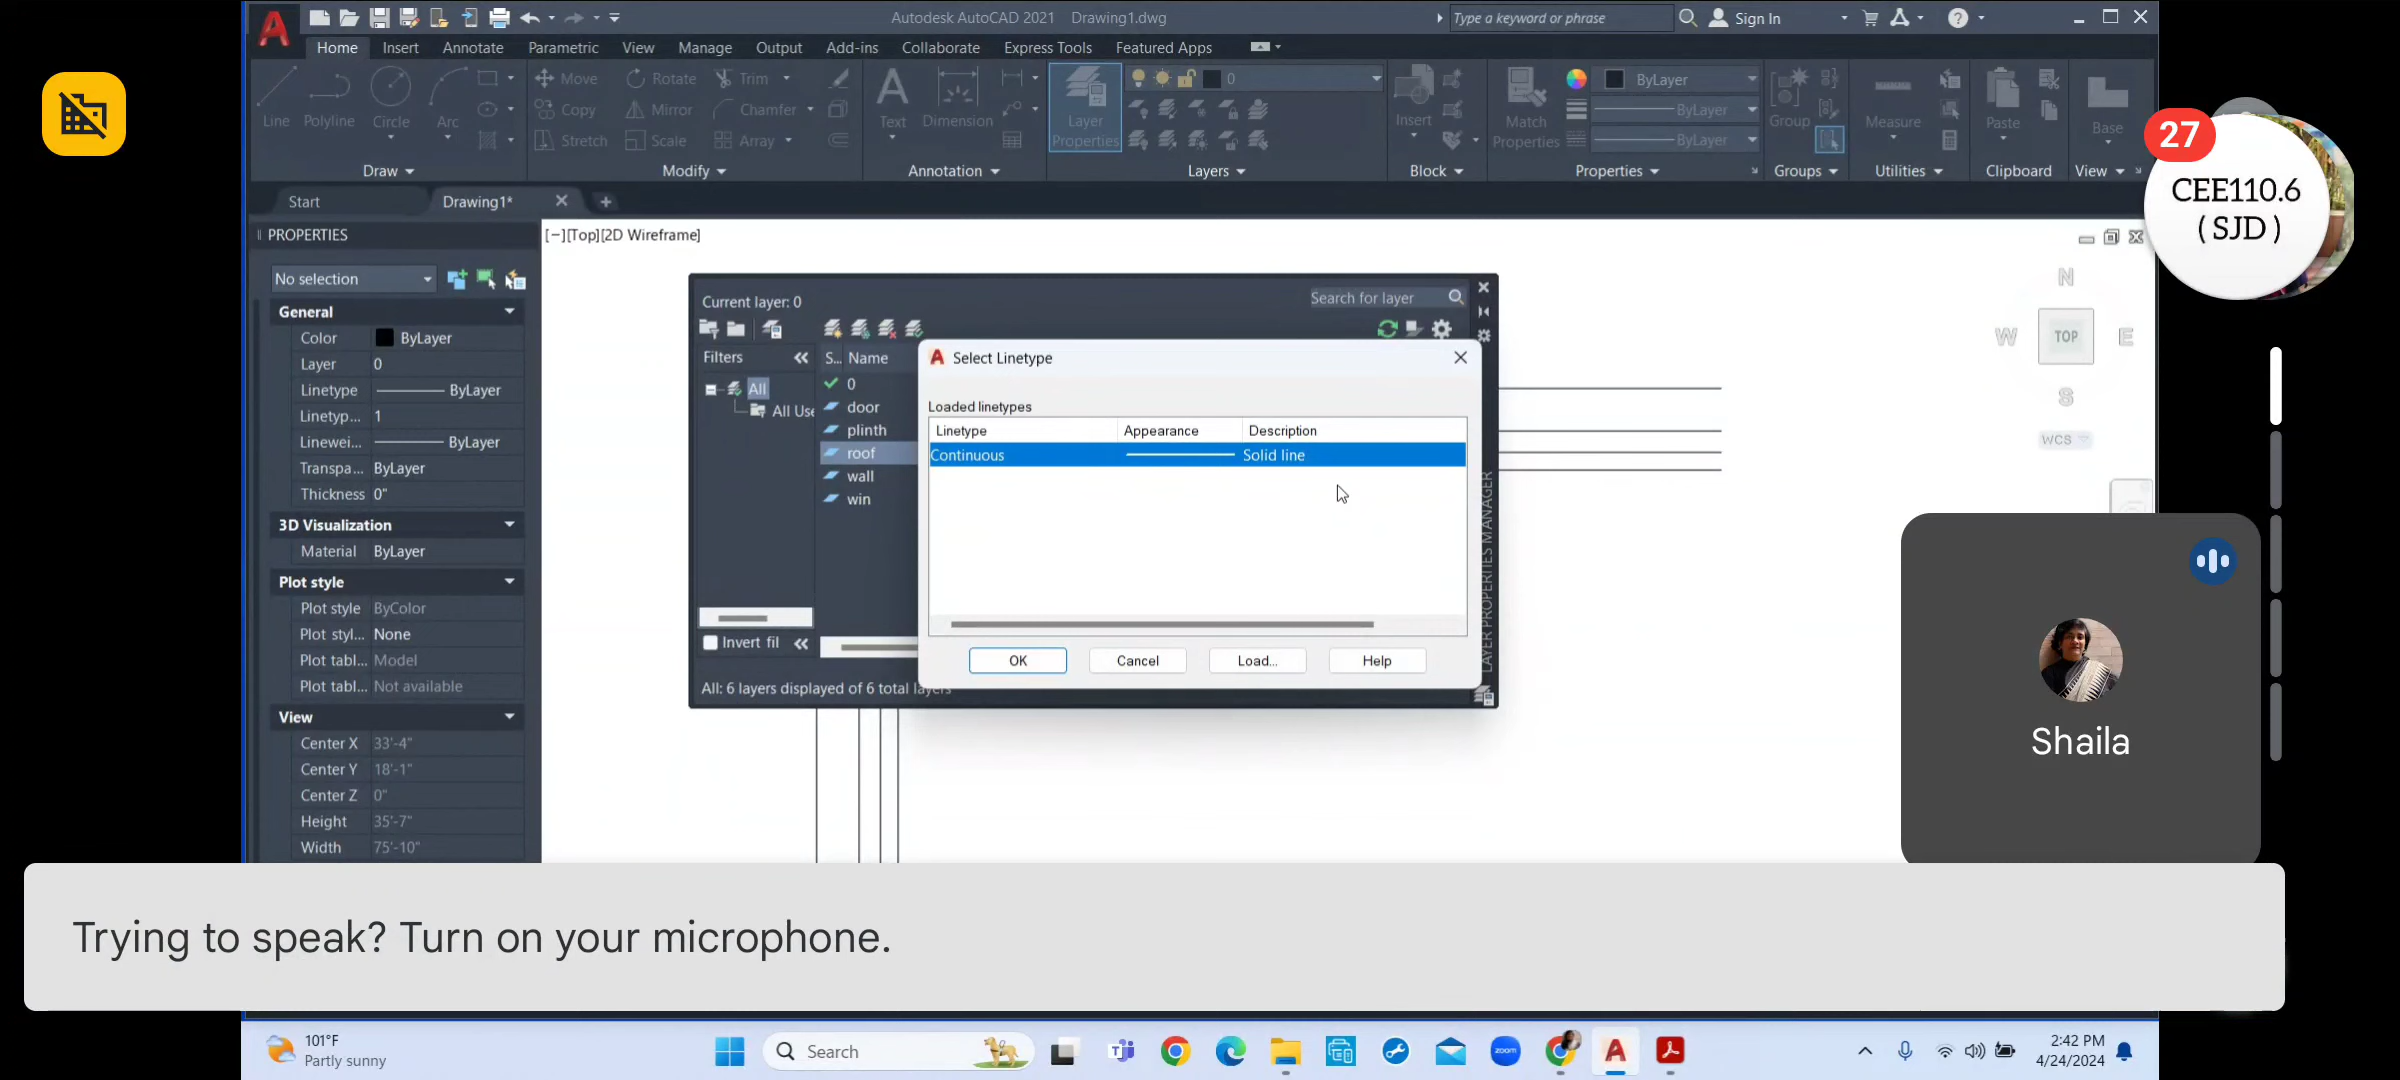 Autodesk AutoCAD 2021 Drawing1.dwg
Type a keyword or phrase
Sign In
Home Insert Annotate Parametric View Manage Output Add-ins Collaborate Express Tools Featured Apps
Line Polyline Circle Arc
Move Rotate Trim
Copy Mirror Chamfer
Stretch Scale Array
Text Dimension
Layer Properties
0
Insert
Match Properties
ByLayer
ByLayer
ByLayer
Group
Measure
Paste
Base
Draw Modify Annotation Layers Block Properties Groups Utilities Clipboard View
27
CEE110.6
( SJD )
Start Drawing1*
PROPERTIES
[−][Top][2D Wireframe]
No selection
General
Color ByLayer
Layer 0
Linetype ByLayer
Linetyp... 1
Linewei... ByLayer
Transpa... ByLayer
Thickness 0"
3D Visualization
Material ByLayer
Plot style
Plot style ByColor
Plot styl... None
Plot tabl... Model
Plot tabl... Not available
View
Center X 33'-4"
Center Y 18'-1"
Center Z 0"
Height 35'-7"
Width 75'-10"
Current layer: 0
Search for layer
Filters
S.. Name
All
All Use
0
door
plinth
roof
wall
win
Invert fil
All: 6 layers displayed of 6 total layers
LAYER PROPERTIES MANAGER
Select Linetype
Loaded linetypes
Linetype Appearance Description
Continuous Solid line
OK Cancel Load... Help
N
W TOP E
S
WCS
Shaila
Trying to speak? Turn on your microphone.
101°F
Partly sunny
Search
zoom
2:42 PM
4/24/2024